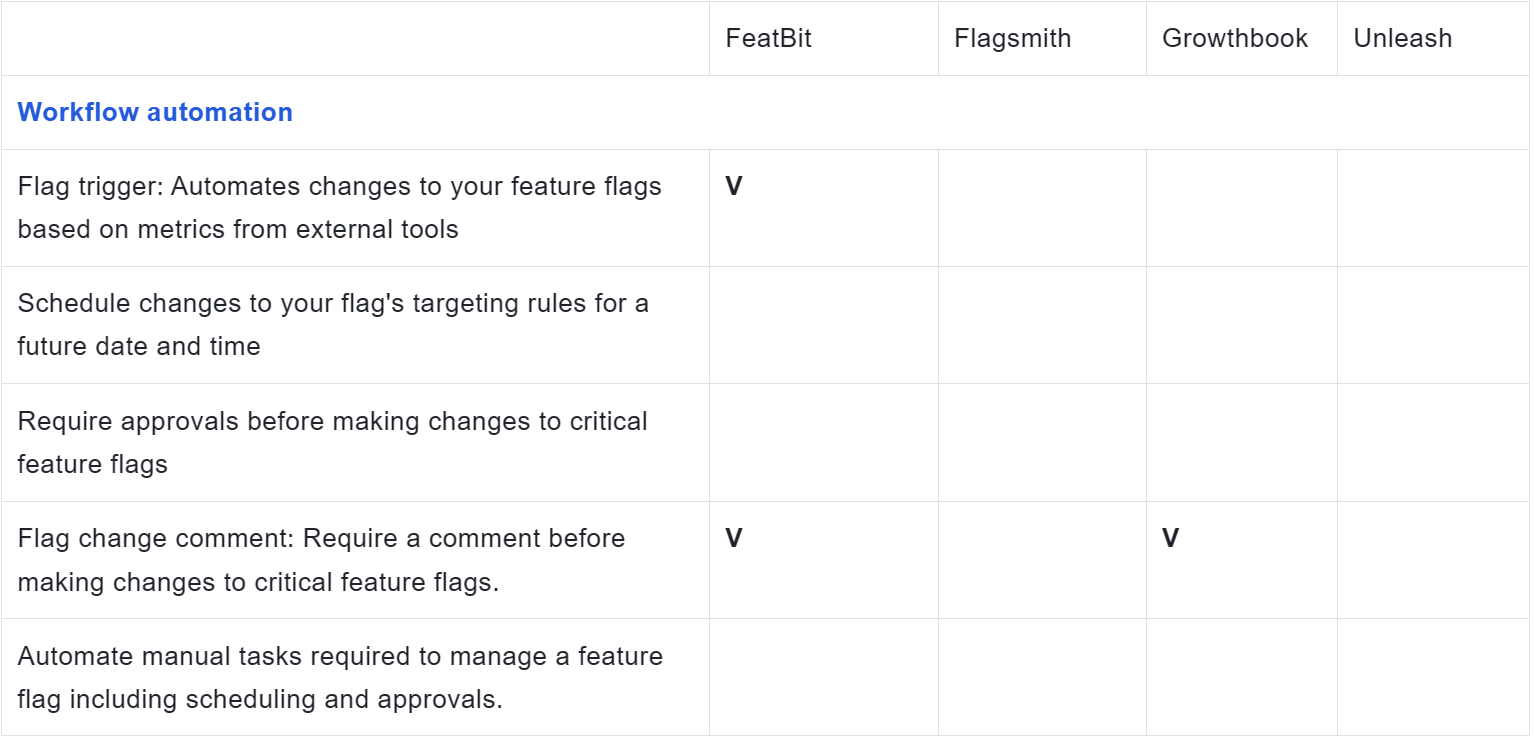 FeatBit Flagsmith Growthbook Unleash
Workflow automation
Flag trigger: Automates changes to your feature flags V
based on metrics from external tools
Schedule changes to your flag's targeting rules for a
future date and time
Require approvals before making changes to critical
feature flags
Flag change comment: Require a comment before V V
making changes to critical feature flags.
Automate manual tasks required to manage a feature
flag including scheduling and approvals.